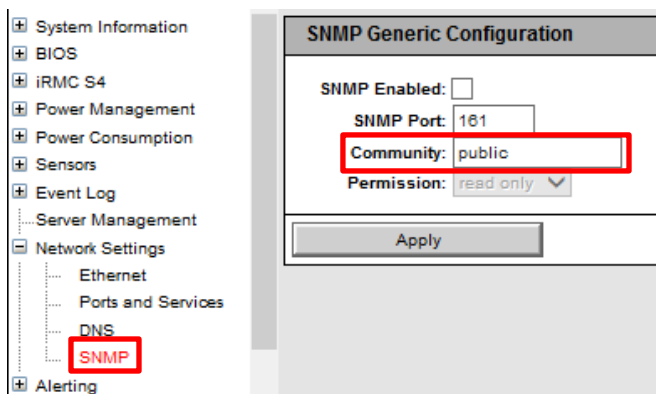 System Information
BIOS
iRMC S4
Power Management
Power Consumption
Sensors
Event Log
Server Management
Network Settings
Ethernet
Ports and Services
DNS
SNMP
Alerting
SNMP Generic Configuration
SNMP Enabled:
SNMP Port: 161
Community: public
Permission: read only
Apply